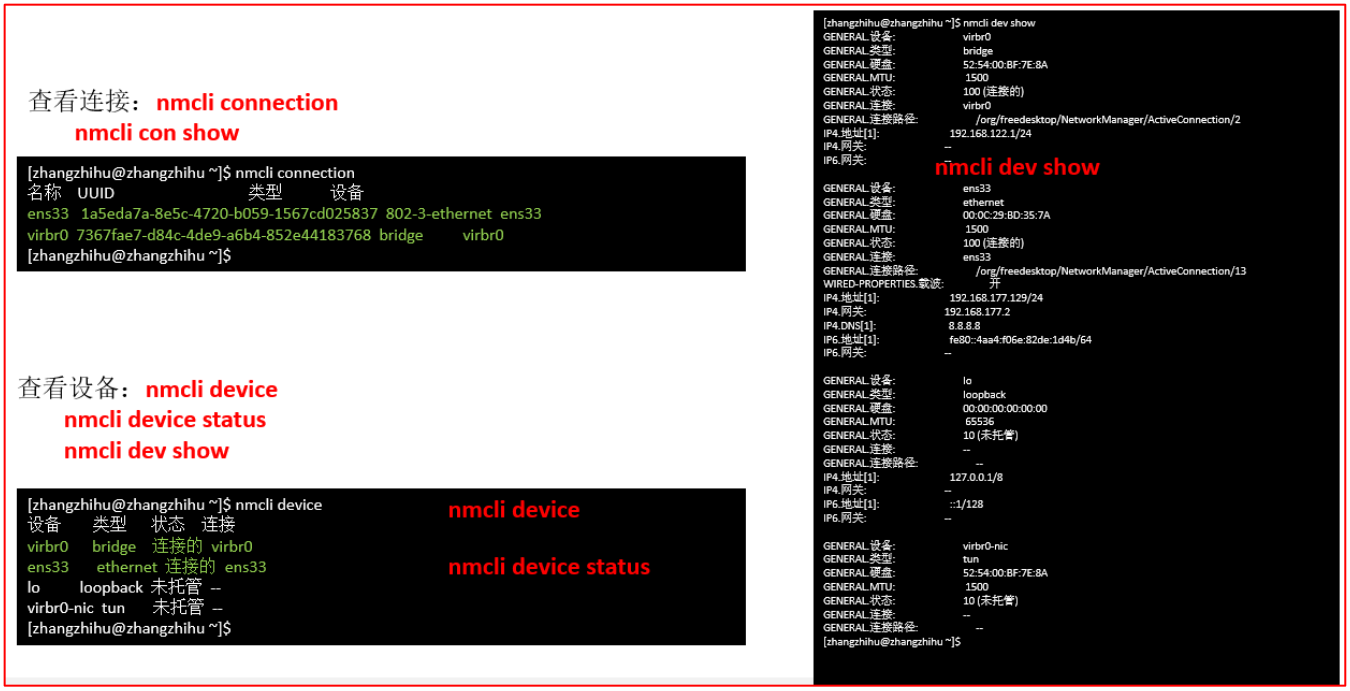 查看连接：nmcli connection
nmcli con show
[zhangzhihu@zhangzhihu ~]$ nmcli connection
名称 UUID 类型 设备
ens33 1a5eda7a-8e5c-4720-b059-1567cd025837 802-3-ethernet ens33
virbr0 7367fae7-d84c-4de9-a6b4-852e44183768 bridge virbr0
[zhangzhihu@zhangzhihu ~]$
查看设备：nmcli device
nmcli device status
nmcli dev show
[zhangzhihu@zhangzhihu ~]$ nmcli device
nmcli device
设备 类型 状态 连接
virbr0 bridge 连接的 virbr0
ens33 ethernet 连接的 ens33
nmcli device status
lo loopback 未托管 --
virbr0-nic tun 未托管 --
[zhangzhihu@zhangzhihu ~]$
[zhangzhihu@zhangzhihu ~]$ nmcli dev show
GENERAL.设备: virbr0
GENERAL.类型: bridge
GENERAL.硬盘: 52:54:00:BF:7E:8A
GENERAL.MTU: 1500
GENERAL.状态: 100 (连接的)
GENERAL.连接: virbr0
GENERAL.连接路径: /org/freedesktop/NetworkManager/ActiveConnection/2
IP4.地址[1]: 192.168.122.1/24
IP4.网关: --
IP6.网关: --
nmcli dev show
GENERAL.设备: ens33
GENERAL.类型: ethernet
GENERAL.硬盘: 00:0C:29:BD:35:7A
GENERAL.MTU: 1500
GENERAL.状态: 100 (连接的)
GENERAL.连接: ens33
GENERAL.连接路径: /org/freedesktop/NetworkManager/ActiveConnection/13
WIRED-PROPERTIES.载波: 开
IP4.地址[1]: 192.168.177.129/24
IP4.网关: 192.168.177.2
IP4.DNS[1]: 8.8.8.8
IP6.地址[1]: fe80::4aa4:f06e:82de:1d4b/64
IP6.网关: --
GENERAL.设备: lo
GENERAL.类型: loopback
GENERAL.硬盘: 00:00:00:00:00:00
GENERAL.MTU: 65536
GENERAL.状态: 10 (未托管)
GENERAL.连接: --
GENERAL.连接路径: --
IP4.地址[1]: 127.0.0.1/8
IP4.网关: --
IP6.地址[1]: ::1/128
IP6.网关: --
GENERAL.设备: virbr0-nic
GENERAL.类型: tun
GENERAL.硬盘: 52:54:00:BF:7E:8A
GENERAL.MTU: 1500
GENERAL.状态: 10 (未托管)
GENERAL.连接: --
GENERAL.连接路径: --
[zhangzhihu@zhangzhihu ~]$